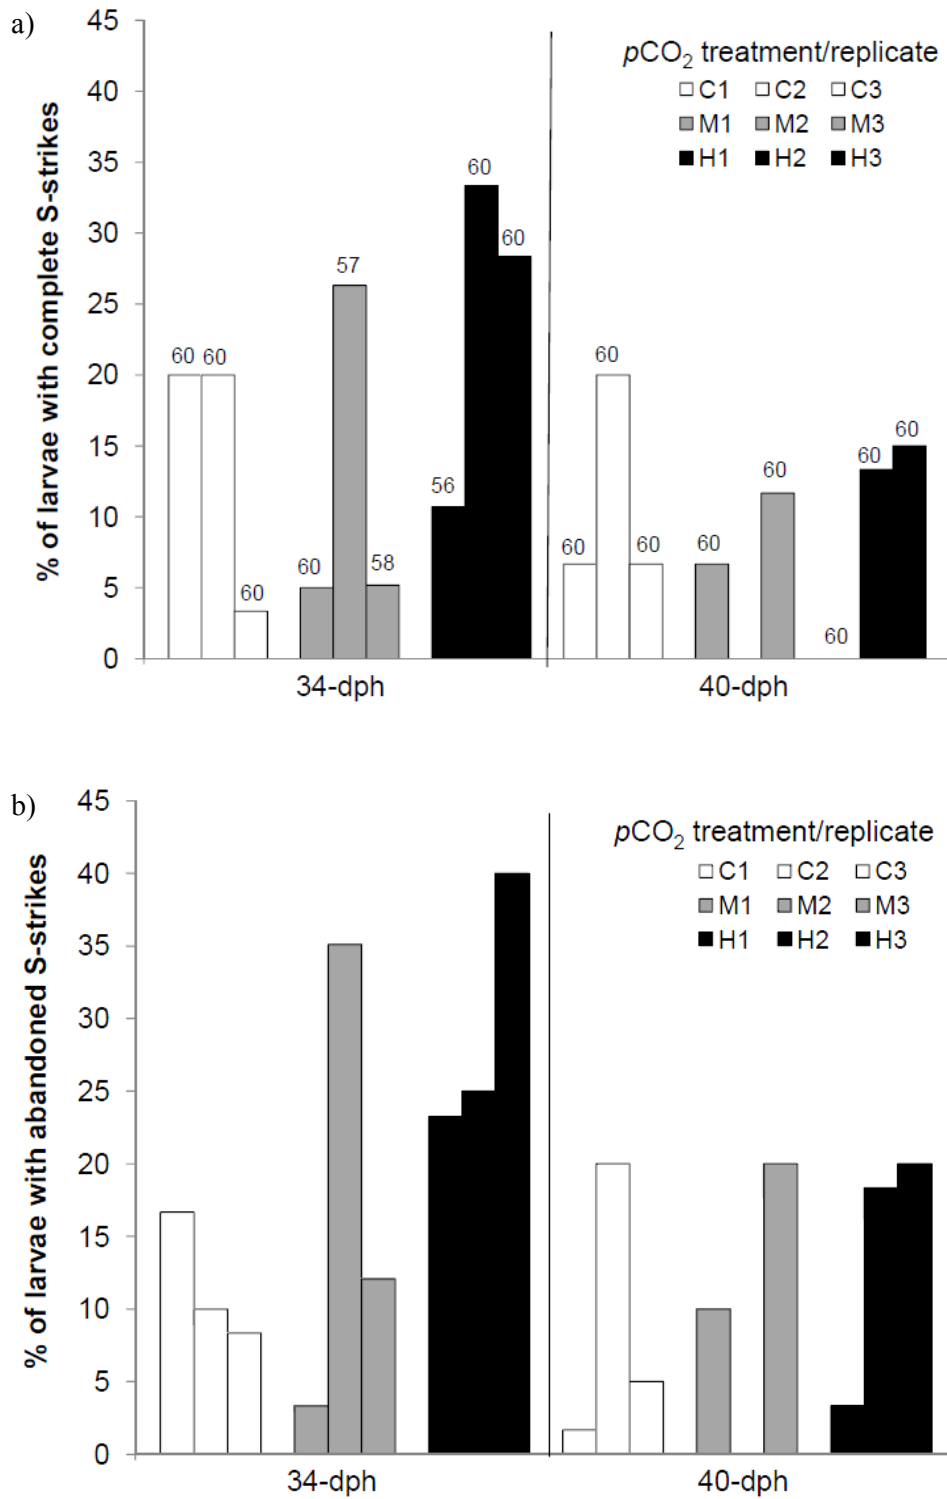 a)
% of larvae with complete S-strikes
45
40
35
30
25
20
15
10
5
0
pCO2 treatment/replicate
C1 C2 C3
M1 M2 M3
H1 H2 H3
60 60 60
60 57 58
56 60 60
60 60 60
60 60
60 60 60
34-dph 40-dph
b)
% of larvae with abandoned S-strikes
45
40
35
30
25
20
15
10
5
0
pCO2 treatment/replicate
C1 C2 C3
M1 M2 M3
H1 H2 H3
34-dph 40-dph